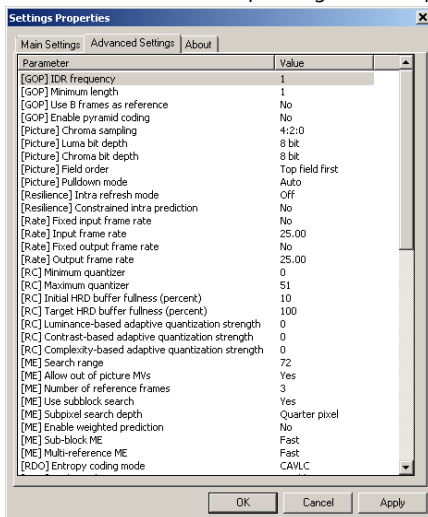 Settings Properties
Main Settings Advanced Settings About
Parameter Value
[GOP] IDR frequency 1
[GOP] Minimum length 1
[GOP] Use B frames as reference No
[GOP] Enable pyramid coding No
[Picture] Chroma sampling 4:2:0
[Picture] Luma bit depth 8 bit
[Picture] Chroma bit depth 8 bit
[Picture] Field order Top field first
[Picture] Pulldown mode Auto
[Resilience] Intra refresh mode Off
[Resilience] Constrained intra prediction No
[Rate] Fixed input frame rate No
[Rate] Input frame rate 25.00
[Rate] Fixed output frame rate No
[Rate] Output frame rate 25.00
[RC] Minimum quantizer 0
[RC] Maximum quantizer 51
[RC] Initial HRD buffer fullness (percent) 10
[RC] Target HRD buffer fullness (percent) 100
[RC] Luminance-based adaptive quantization strength 0
[RC] Contrast-based adaptive quantization strength 0
[RC] Complexity-based adaptive quantization strength 0
[ME] Search range 72
[ME] Allow out of picture MVs Yes
[ME] Number of reference frames 3
[ME] Use subblock search Yes
[ME] Subpixel search depth Quarter pixel
[ME] Enable weighted prediction No
[ME] Sub-block ME Fast
[ME] Multi-reference ME Fast
[RDO] Entropy coding mode CAVLC
OK Cancel Apply